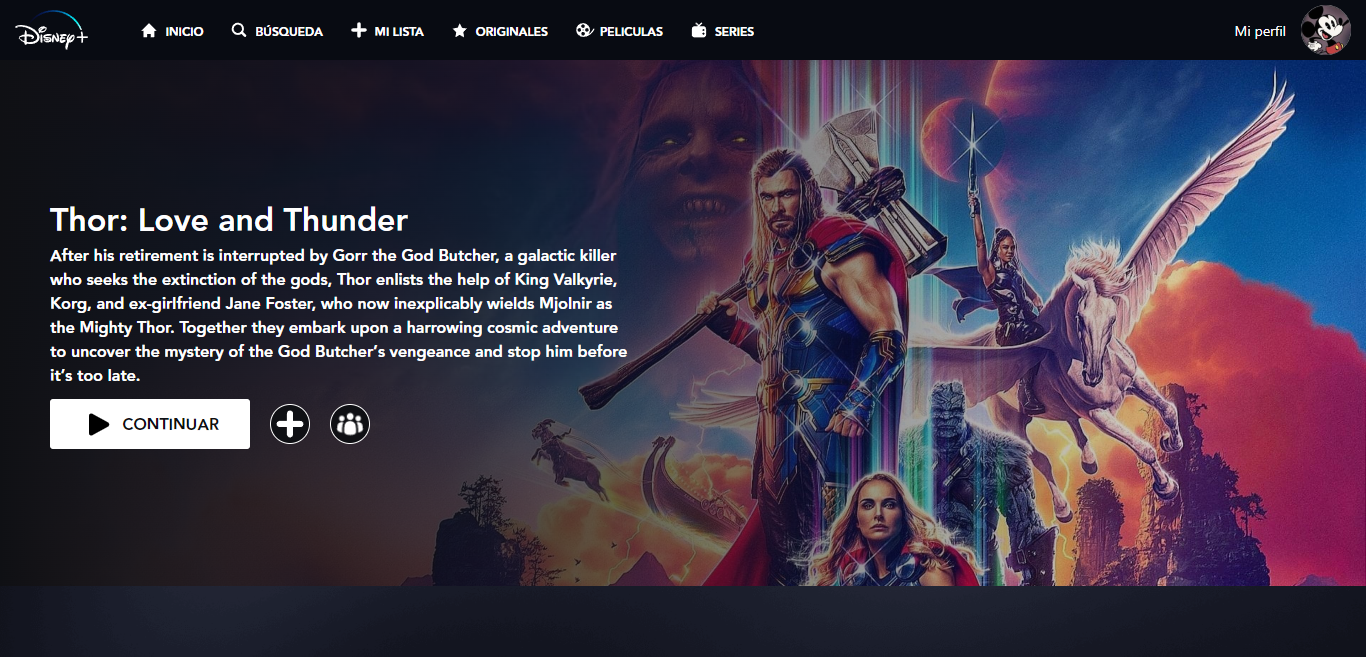 Disney+
INICIO
BÚSQUEDA
MI LISTA
ORIGINALES
PELICULAS
SERIES
Mi perfil
Thor: Love and Thunder
After his retirement is interrupted by Gorr the God Butcher, a galactic killer
who seeks the extinction of the gods, Thor enlists the help of King Valkyrie,
Korg, and ex-girlfriend Jane Foster, who now inexplicably wields Mjolnir as
the Mighty Thor. Together they embark upon a harrowing cosmic adventure
to uncover the mystery of the God Butcher’s vengeance and stop him before
it’s too late.
CONTINUAR